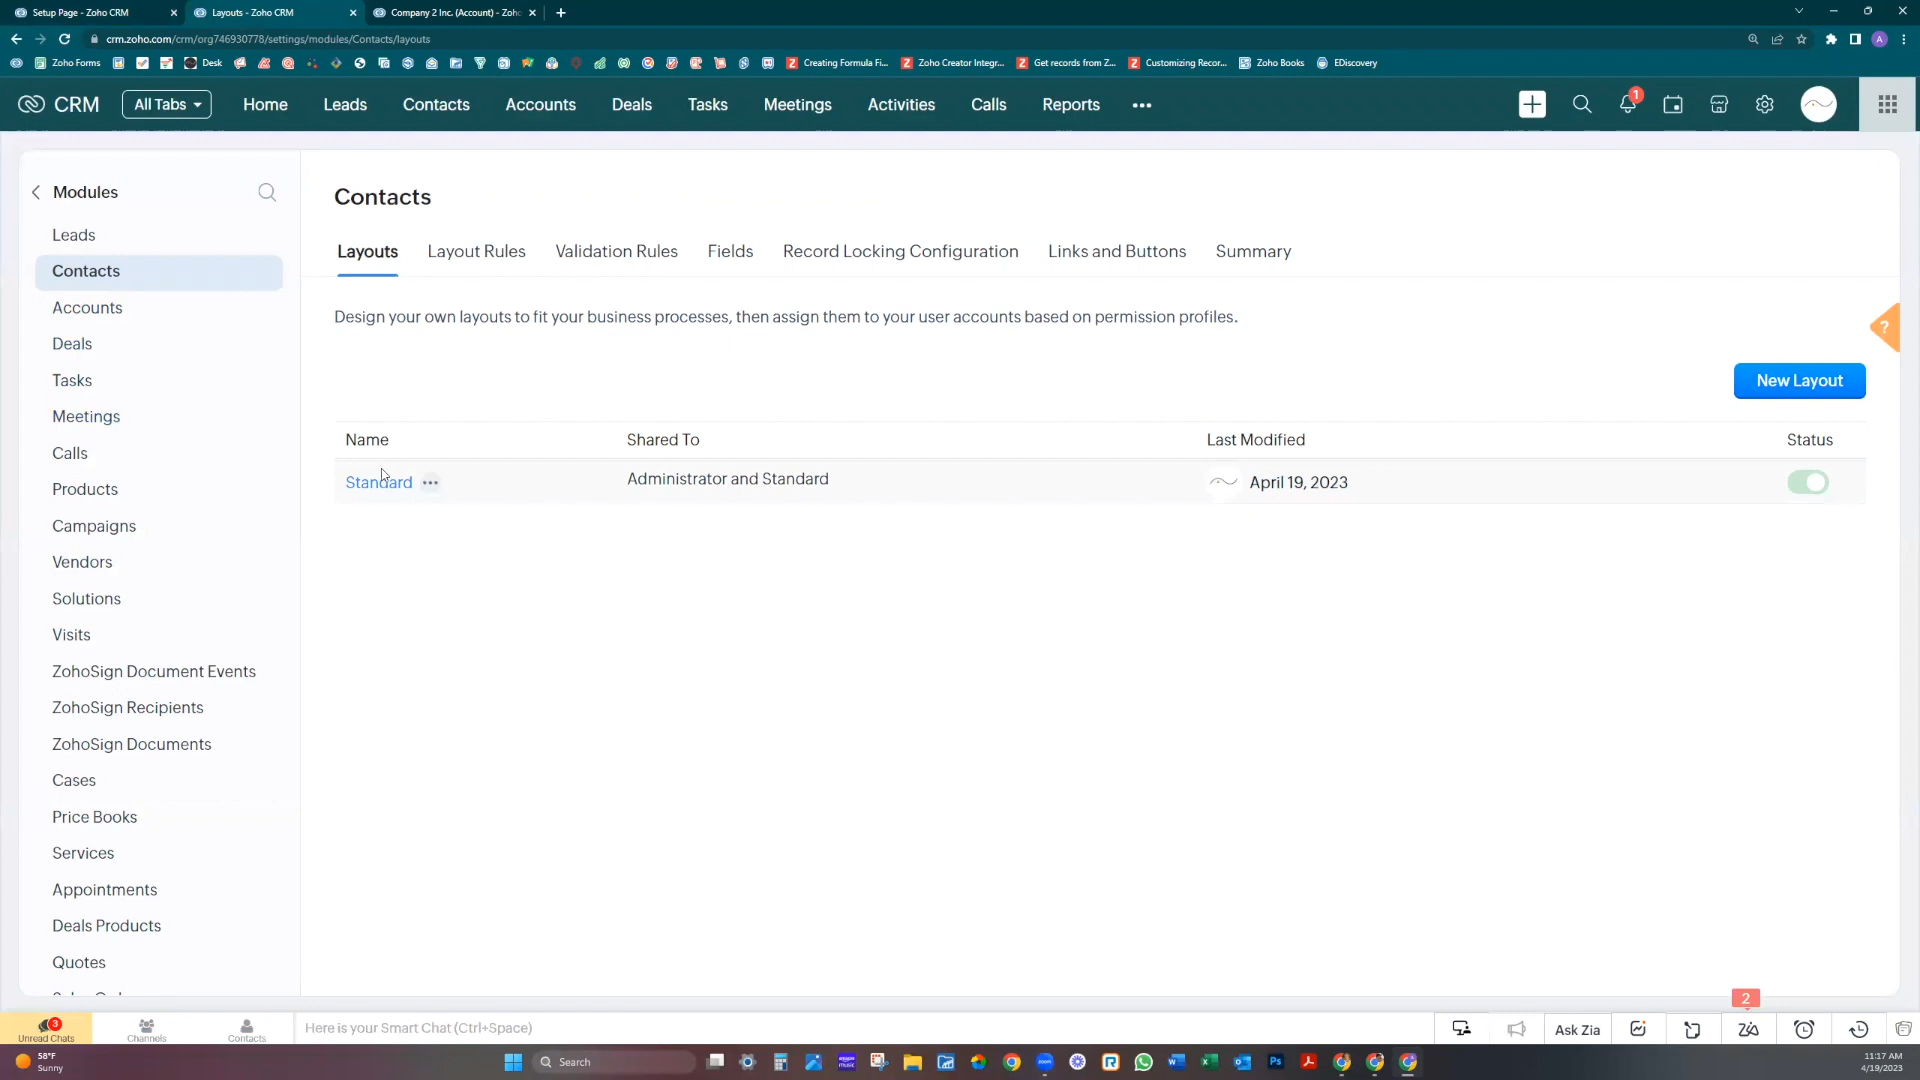 Setup Page - Zoho CRM
Layouts - Zoho CRM
Company 2 Inc. (Account) - Zoho
crm.zoho.com/crm/org746930778/settings/modules/Contacts/layouts
Zoho Forms
Desk
Creating Formula Fi...
Zoho Creator Integr...
Get records from Z...
Customizing Recor...
Zoho Books
EDiscovery
CRM
All Tabs
Home
Leads
Contacts
Accounts
Deals
Tasks
Meetings
Activities
Calls
Reports
1
A
Modules
Leads
Contacts
Accounts
Deals
Tasks
Meetings
Calls
Products
Campaigns
Vendors
Solutions
Visits
ZohoSign Document Events
ZohoSign Recipients
ZohoSign Documents
Cases
Price Books
Services
Appointments
Deals Products
Quotes
Contacts
Layouts
Layout Rules
Validation Rules
Fields
Record Locking Configuration
Links and Buttons
Summary
Design your own layouts to fit your business processes, then assign them to your user accounts based on permission profiles.
?
New Layout
Name
Shared To
Last Modified
Status
Standard
Administrator and Standard
April 19, 2023
2
3
Unread Chats
Channels
Contacts
Here is your Smart Chat (Ctrl+Space)
Ask Zia
58°F
Sunny
Search
11:17 AM
4/19/2023